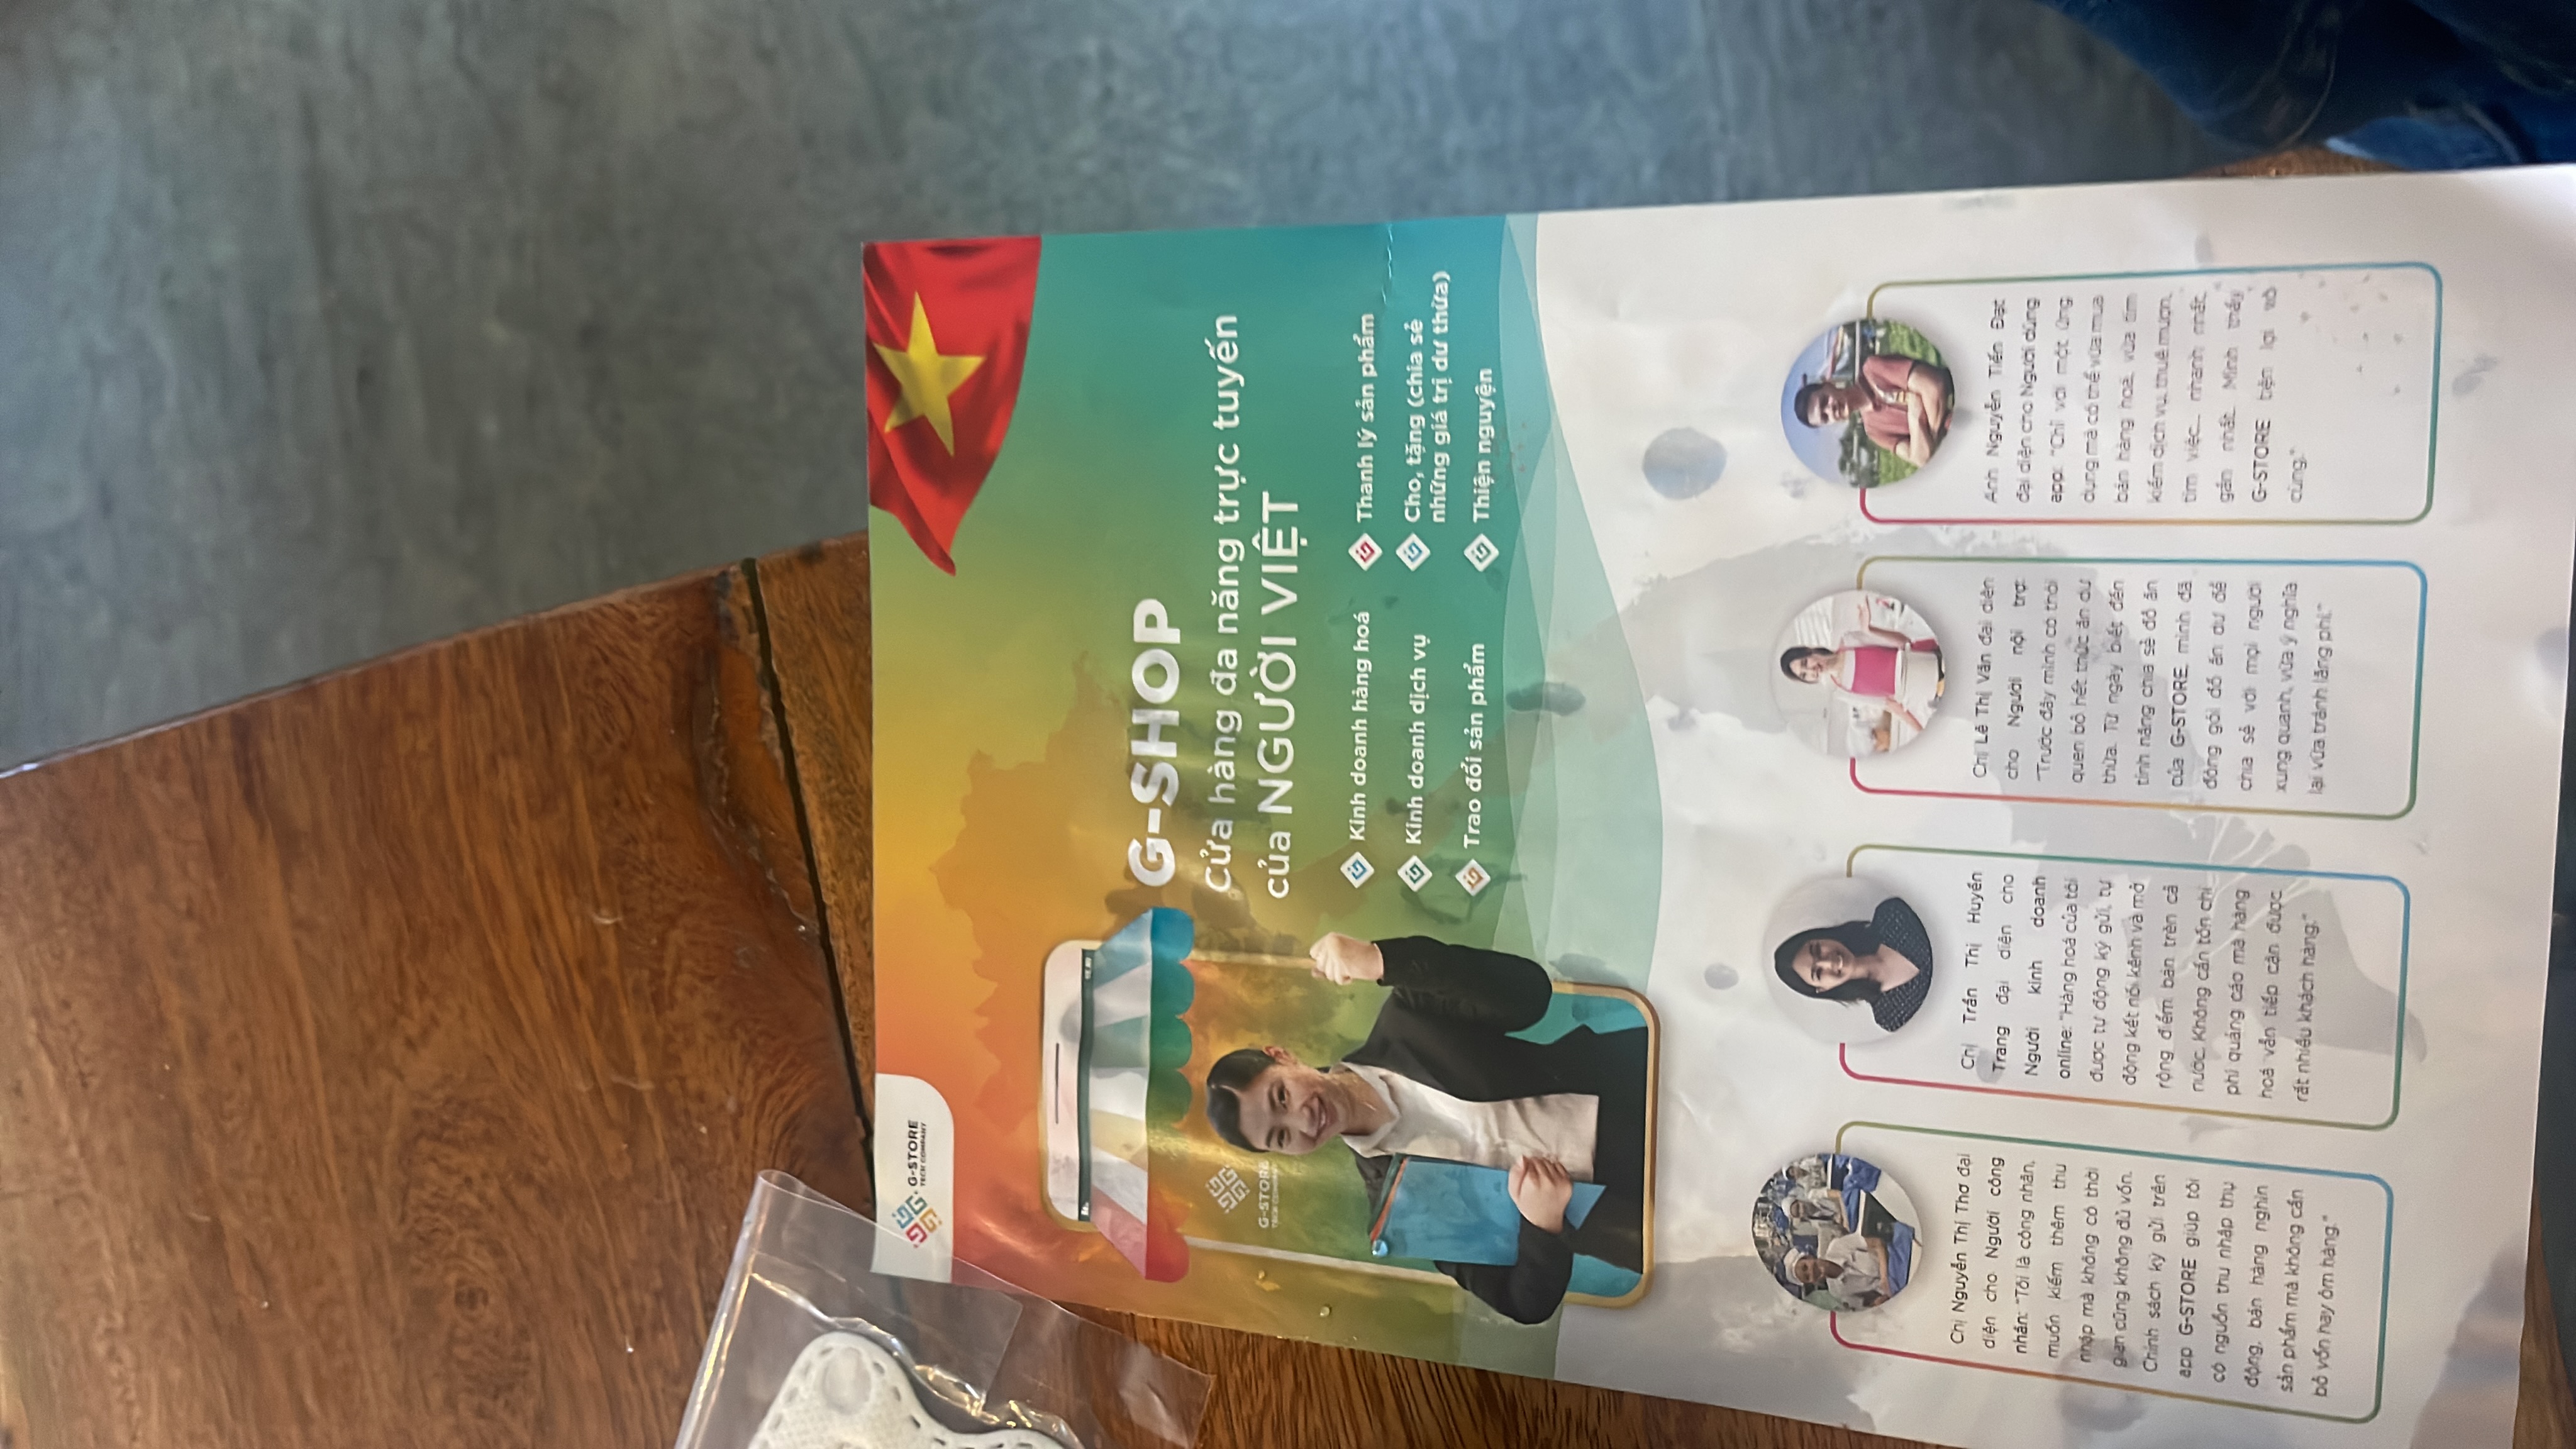 G-STORE
TECH COMPANY
G-STORE
TECH COMPANY
G-SHOP
Cửa hàng đa năng trực tuyến
của NGƯỜI VIỆT
Kinh doanh hàng hoá
Kinh doanh dịch vụ
Trao đổi sản phẩm
Thanh lý sản phẩm
Cho, tặng (chia sẻ
những giá trị dư thừa)
Thiện nguyện
Chị Nguyễn Thị Thơ đại
diện cho Người công
nhân: "Tôi là công nhân,
muốn kiếm thêm thu
nhập mà không có thời
gian cũng không đủ vốn.
Chính sách ký gửi trên
app G-STORE giúp tôi
có nguồn thu nhập thụ
động, bán hàng nghìn
sản phẩm mà không cần
bỏ vốn hay ôm hàng."
Chị Trần Thị Huyền
Trang đại diện cho
Người kinh doanh
online: "Hàng hoá của tôi
được tự động ký gửi, tự
động kết nối kênh và mở
rộng điểm bán trên cả
nước. Không cần tốn chi
phí quảng cáo mà hàng
hoá vẫn tiếp cận được
rất nhiều khách hàng."
Chị Lê Thị Vân đại diện
cho Người nội trợ:
"Trước đây mình có thói
quen bỏ hết thức ăn dư
thừa. Từ ngày biết đến
tính năng chia sẻ đồ ăn
của G-STORE, mình đã
đóng gói đồ ăn dư để
chia sẻ với mọi người
xung quanh, vừa ý nghĩa
lại vừa tránh lãng phí."
Anh Nguyễn Tiến Đạt
đại diện cho Người dùng
app: "Chỉ với một ứng
dụng mà có thể vừa mua
bán hàng hoá, vừa tìm
kiếm dịch vụ, thuê mượn,
tìm việc... nhanh nhất,
gần nhất. Mình thấy
G-STORE tiện lợi vô
cùng."